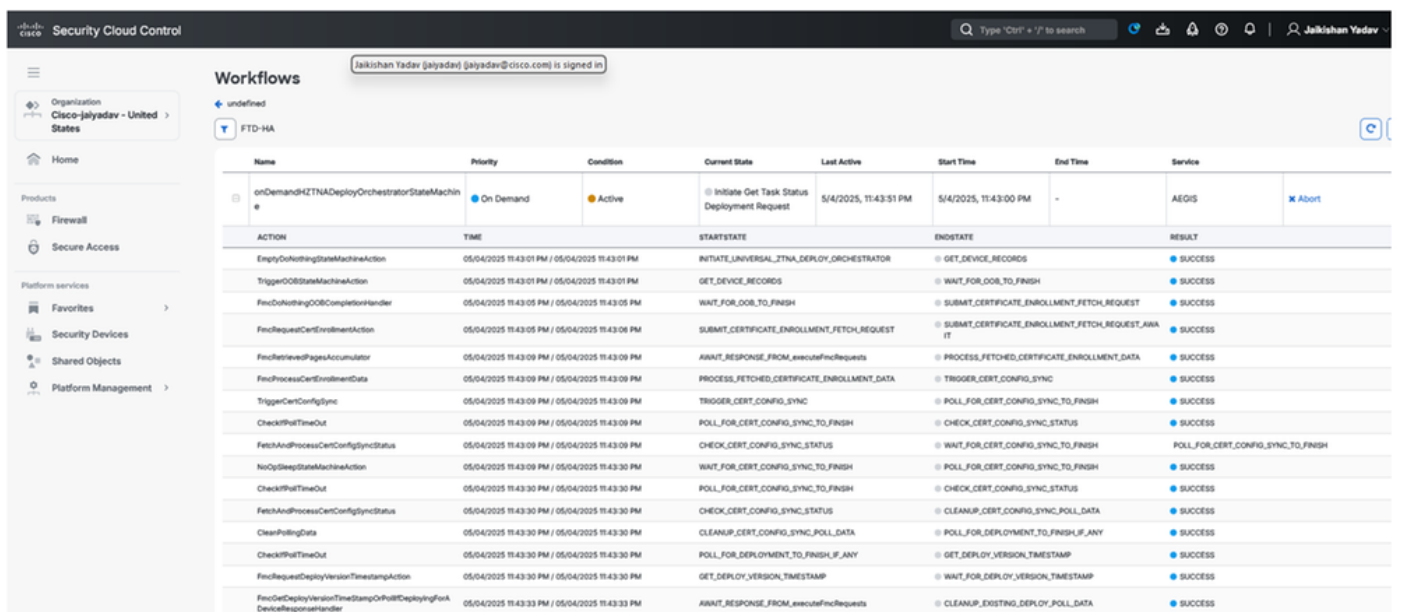 cisco Security Cloud Control
Type 'Ctrl' + '/' to search
Jaikishan Yadav
Jaikishan Yadav (jaiyadav) (jaiyadav@cisco.com) is signed in
Organization
Cisco-jaiyadav - United
States
Home
Products
Firewall
Secure Access
Platform services
Favorites
Security Devices
Shared Objects
Platform Management
Workflows
undefined
FTD-HA
Name Priority Condition Current State Last Active Start Time End Time Service
onDemandHZTNADeployOrchestratorStateMachin
e
On Demand Active
Initiate Get Task Status
Deployment Request
5/4/2025, 11:43:51 PM 5/4/2025, 11:43:00 PM - AEGIS Abort
ACTION TIME STARTSTATE ENDSTATE RESULT
EmptyDoNothingStateMachineAction 05/04/2025 11:43:01 PM / 05/04/2025 11:43:01 PM INITIATE_UNIVERSAL_ZTNA_DEPLOY_ORCHESTRATOR GET_DEVICE_RECORDS SUCCESS
TriggerOOBStateMachineAction 05/04/2025 11:43:01 PM / 05/04/2025 11:43:01 PM GET_DEVICE_RECORDS WAIT_FOR_OOB_TO_FINISH SUCCESS
FmcDoNothingOOBCompletionHandler 05/04/2025 11:43:05 PM / 05/04/2025 11:43:05 PM WAIT_FOR_OOB_TO_FINISH SUBMIT_CERTIFICATE_ENROLLMENT_FETCH_REQUEST SUCCESS
FmcRequestCertEnrollmentAction 05/04/2025 11:43:05 PM / 05/04/2025 11:43:06 PM SUBMIT_CERTIFICATE_ENROLLMENT_FETCH_REQUEST SUBMIT_CERTIFICATE_ENROLLMENT_FETCH_REQUEST_AWA
IT SUCCESS
FmcRetrievedPagesAccumulator 05/04/2025 11:43:09 PM / 05/04/2025 11:43:09 PM AWAIT_RESPONSE_FROM_executeFmcRequests PROCESS_FETCHED_CERTIFICATE_ENROLLMENT_DATA SUCCESS
FmcProcessCertEnrollmentData 05/04/2025 11:43:09 PM / 05/04/2025 11:43:09 PM PROCESS_FETCHED_CERTIFICATE_ENROLLMENT_DATA TRIGGER_CERT_CONFIG_SYNC SUCCESS
TriggerCertConfigSync 05/04/2025 11:43:09 PM / 05/04/2025 11:43:09 PM TRIGGER_CERT_CONFIG_SYNC POLL_FOR_CERT_CONFIG_SYNC_TO_FINSIH SUCCESS
CheckIfPollTimeOut 05/04/2025 11:43:09 PM / 05/04/2025 11:43:09 PM POLL_FOR_CERT_CONFIG_SYNC_TO_FINSIH CHECK_CERT_CONFIG_SYNC_STATUS SUCCESS
FetchAndProcessCertConfigSyncStatus 05/04/2025 11:43:09 PM / 05/04/2025 11:43:09 PM CHECK_CERT_CONFIG_SYNC_STATUS WAIT_FOR_CERT_CONFIG_SYNC_TO_FINISH POLL_FOR_CERT_CONFIG_SYNC_TO_FINISH
NoOpSleepStateMachineAction 05/04/2025 11:43:09 PM / 05/04/2025 11:43:30 PM WAIT_FOR_CERT_CONFIG_SYNC_TO_FINISH POLL_FOR_CERT_CONFIG_SYNC_TO_FINSIH SUCCESS
CheckIfPollTimeOut 05/04/2025 11:43:30 PM / 05/04/2025 11:43:30 PM POLL_FOR_CERT_CONFIG_SYNC_TO_FINSIH CHECK_CERT_CONFIG_SYNC_STATUS SUCCESS
FetchAndProcessCertConfigSyncStatus 05/04/2025 11:43:30 PM / 05/04/2025 11:43:30 PM CHECK_CERT_CONFIG_SYNC_STATUS CLEANUP_CERT_CONFIG_SYNC_POLL_DATA SUCCESS
CleanPollingData 05/04/2025 11:43:30 PM / 05/04/2025 11:43:30 PM CLEANUP_CERT_CONFIG_SYNC_POLL_DATA POLL_FOR_DEPLOYMENT_TO_FINISH_IF_ANY SUCCESS
CheckIfPollTimeOut 05/04/2025 11:43:30 PM / 05/04/2025 11:43:30 PM POLL_FOR_DEPLOYMENT_TO_FINISH_IF_ANY GET_DEPLOY_VERSION_TIMESTAMP SUCCESS
FmcRequestDeployVersionTimestampAction 05/04/2025 11:43:30 PM / 05/04/2025 11:43:30 PM GET_DEPLOY_VERSION_TIMESTAMP WAIT_FOR_DEPLOY_VERSION_TIMESTAMP SUCCESS
FmcGetDeployVersionTimeStampOrPollIfDeployingForA
DeviceResponseHandler 05/04/2025 11:43:33 PM / 05/04/2025 11:43:33 PM AWAIT_RESPONSE_FROM_executeFmcRequests CLEANUP_EXISTING_DEPLOY_POLL_DATA SUCCESS